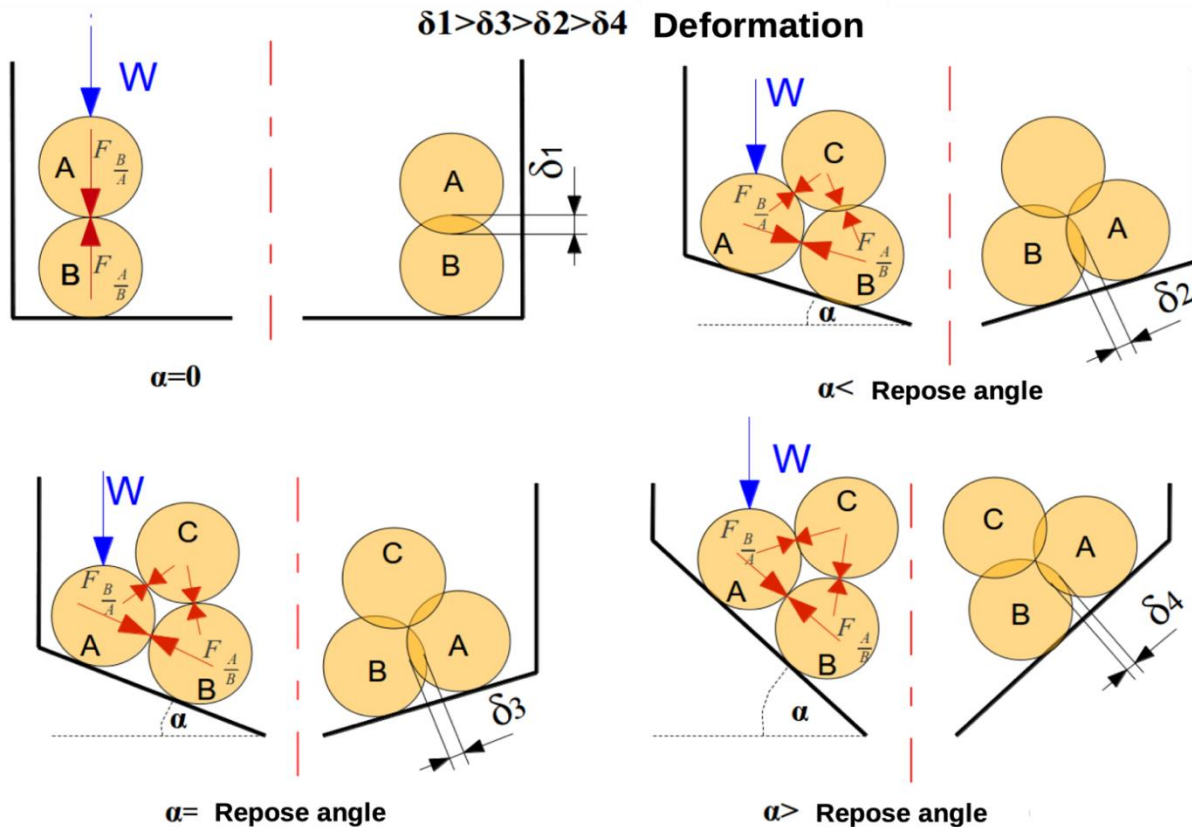 δ1>δ3>δ2>δ4 Deformation
W
A
F B/A
B
F A/B
A
B
δ1
α=0
W
C
F B/A
A
F A/B
B
α
A
B
δ2
α< Repose angle
W
C
F B/A
A
F A/B
B
α
C
A
B
δ3
α= Repose angle
W
C
F B/A
A
F A/B
B
α
C
A
B
δ4
α> Repose angle